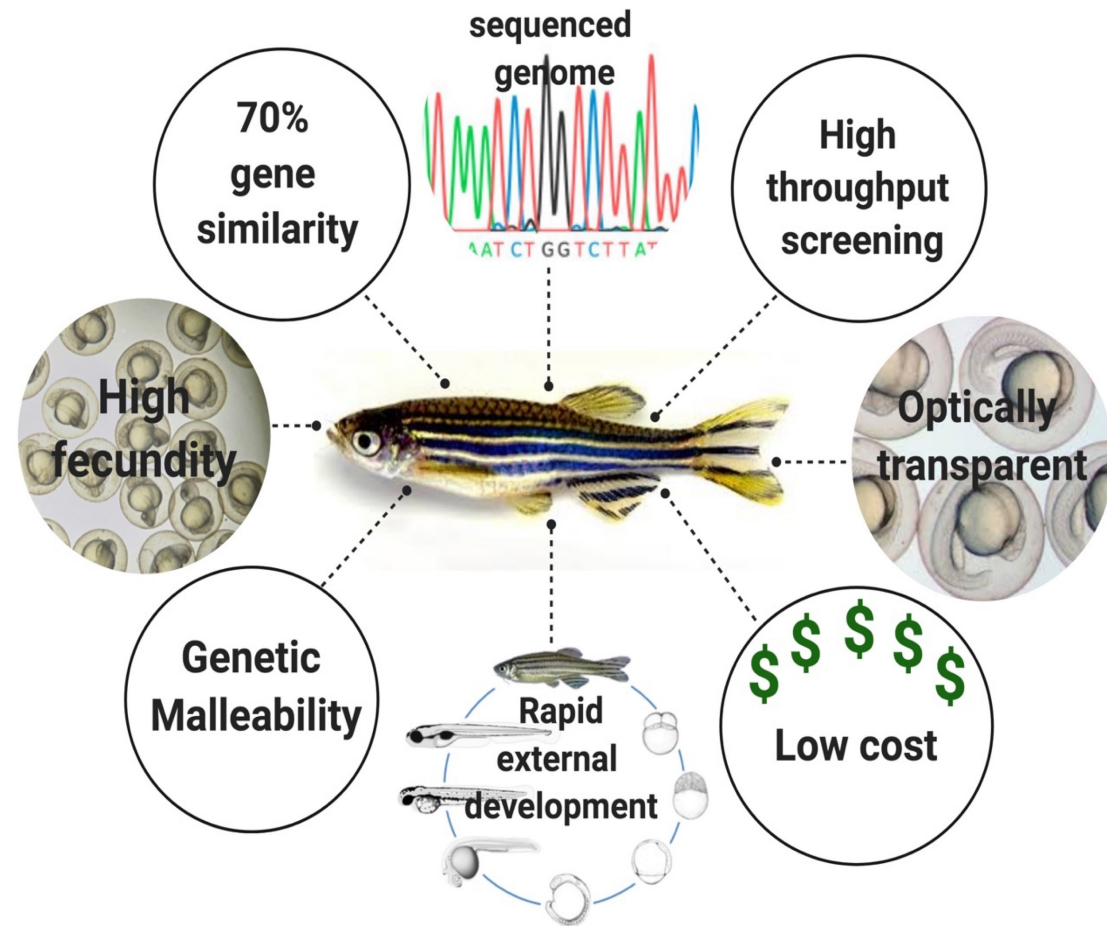 sequenced
genome
AATCTGGTCTTAT
70%
gene
similarity
High
throughput
screening
High
fecundity
Optically
transparent
Genetic
Malleability
Rapid
external
development
$ $ $ $ $
Low cost